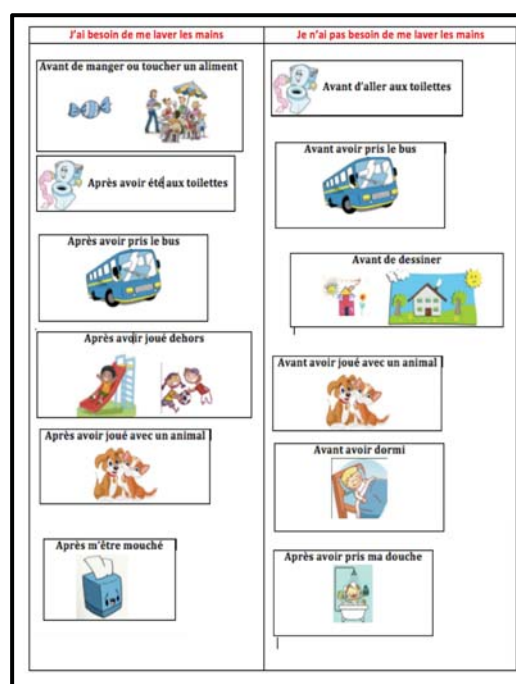 J'ai besoin de me laver les mains
Je n'ai pas besoin de me laver les mains
Avant de manger ou toucher un aliment
Après avoir été aux toilettes
Après avoir pris le bus
Après avoir joué dehors
Après avoir joué avec un animal
Après m'être mouché
Avant d'aller aux toilettes
Avant avoir pris le bus
Avant de dessiner
Avant avoir joué avec un animal
Avant avoir dormi
Après avoir pris ma douche